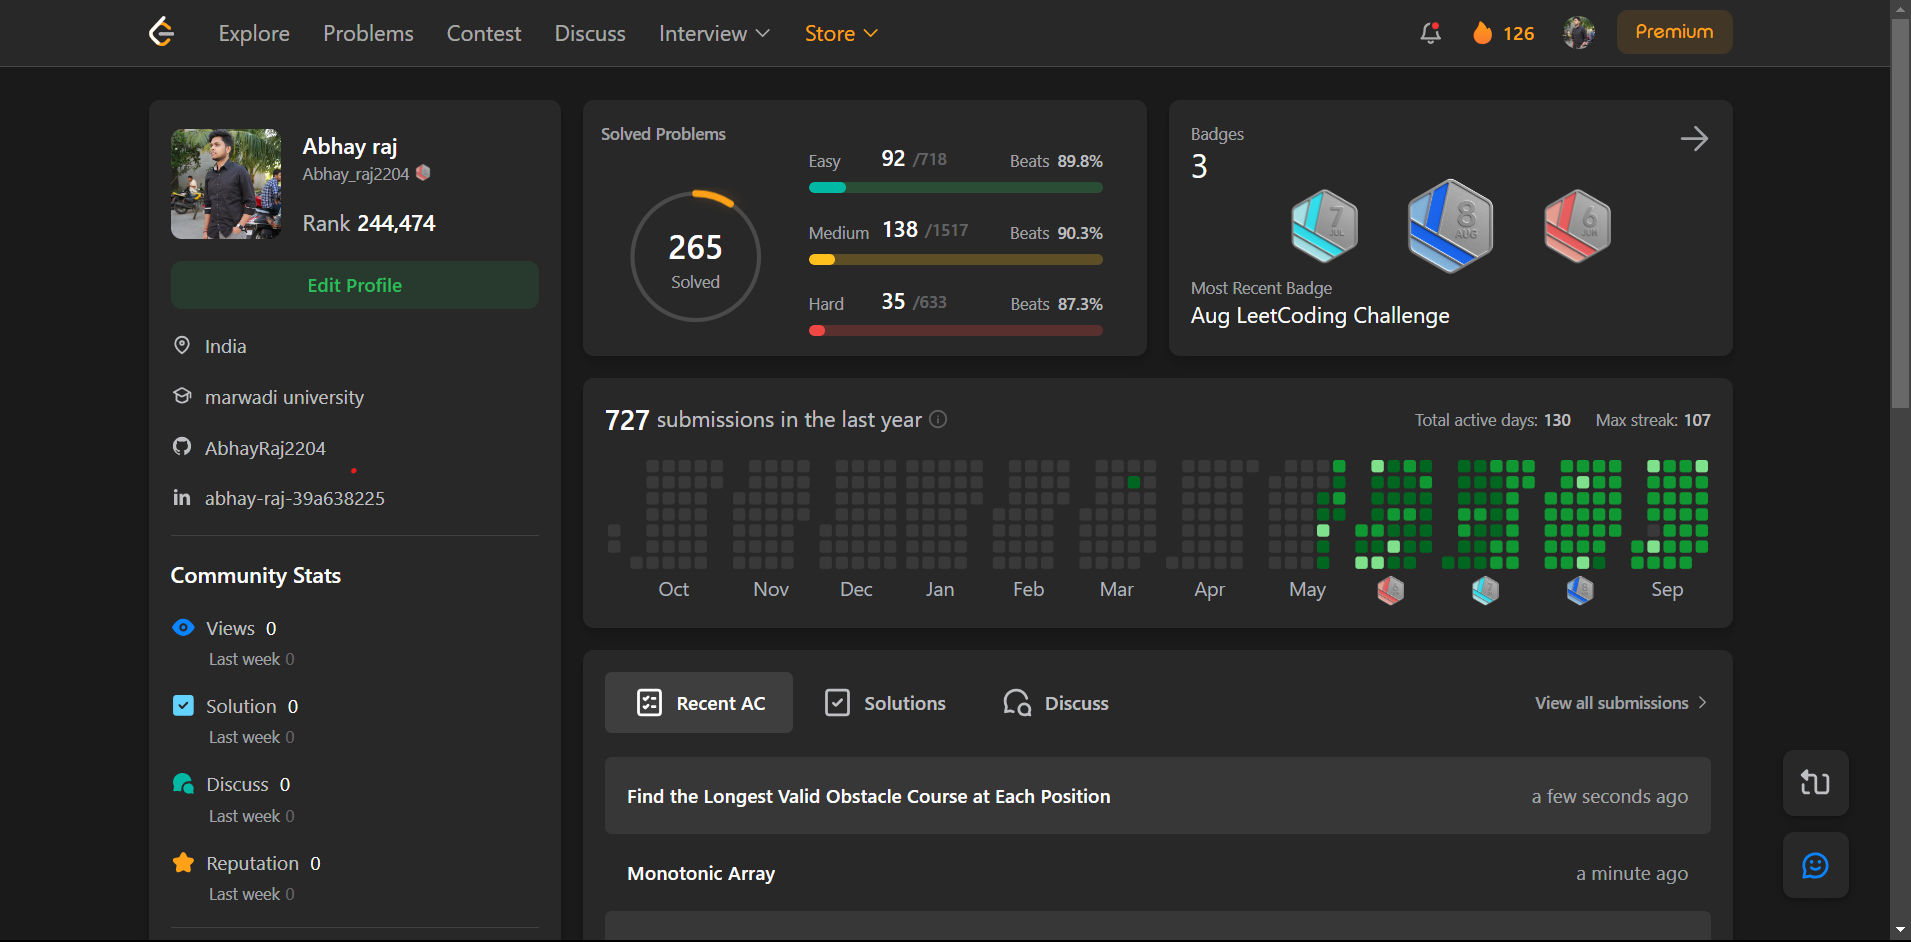 Explore Problems Contest Discuss Interview Store 126 Premium
Abhay raj
Abhay_raj2204
Rank 244,474
Edit Profile
India
marwadi university
AbhayRaj2204
abhay-raj-39a638225
Community Stats
Views 0
Last week 0
Solution 0
Last week 0
Discuss 0
Last week 0
Reputation 0
Last week 0
Solved Problems
265
Solved
Easy 92 /718 Beats 89.8%
Medium 138 /1517 Beats 90.3%
Hard 35 /633 Beats 87.3%
Badges
3
7 JUL
8 AUG
6 JUN
Most Recent Badge
Aug LeetCoding Challenge
727 submissions in the last year Total active days: 130 Max streak: 107
Oct Nov Dec Jan Feb Mar Apr May Sep
Recent AC Solutions Discuss View all submissions
Find the Longest Valid Obstacle Course at Each Position a few seconds ago
Monotonic Array a minute ago